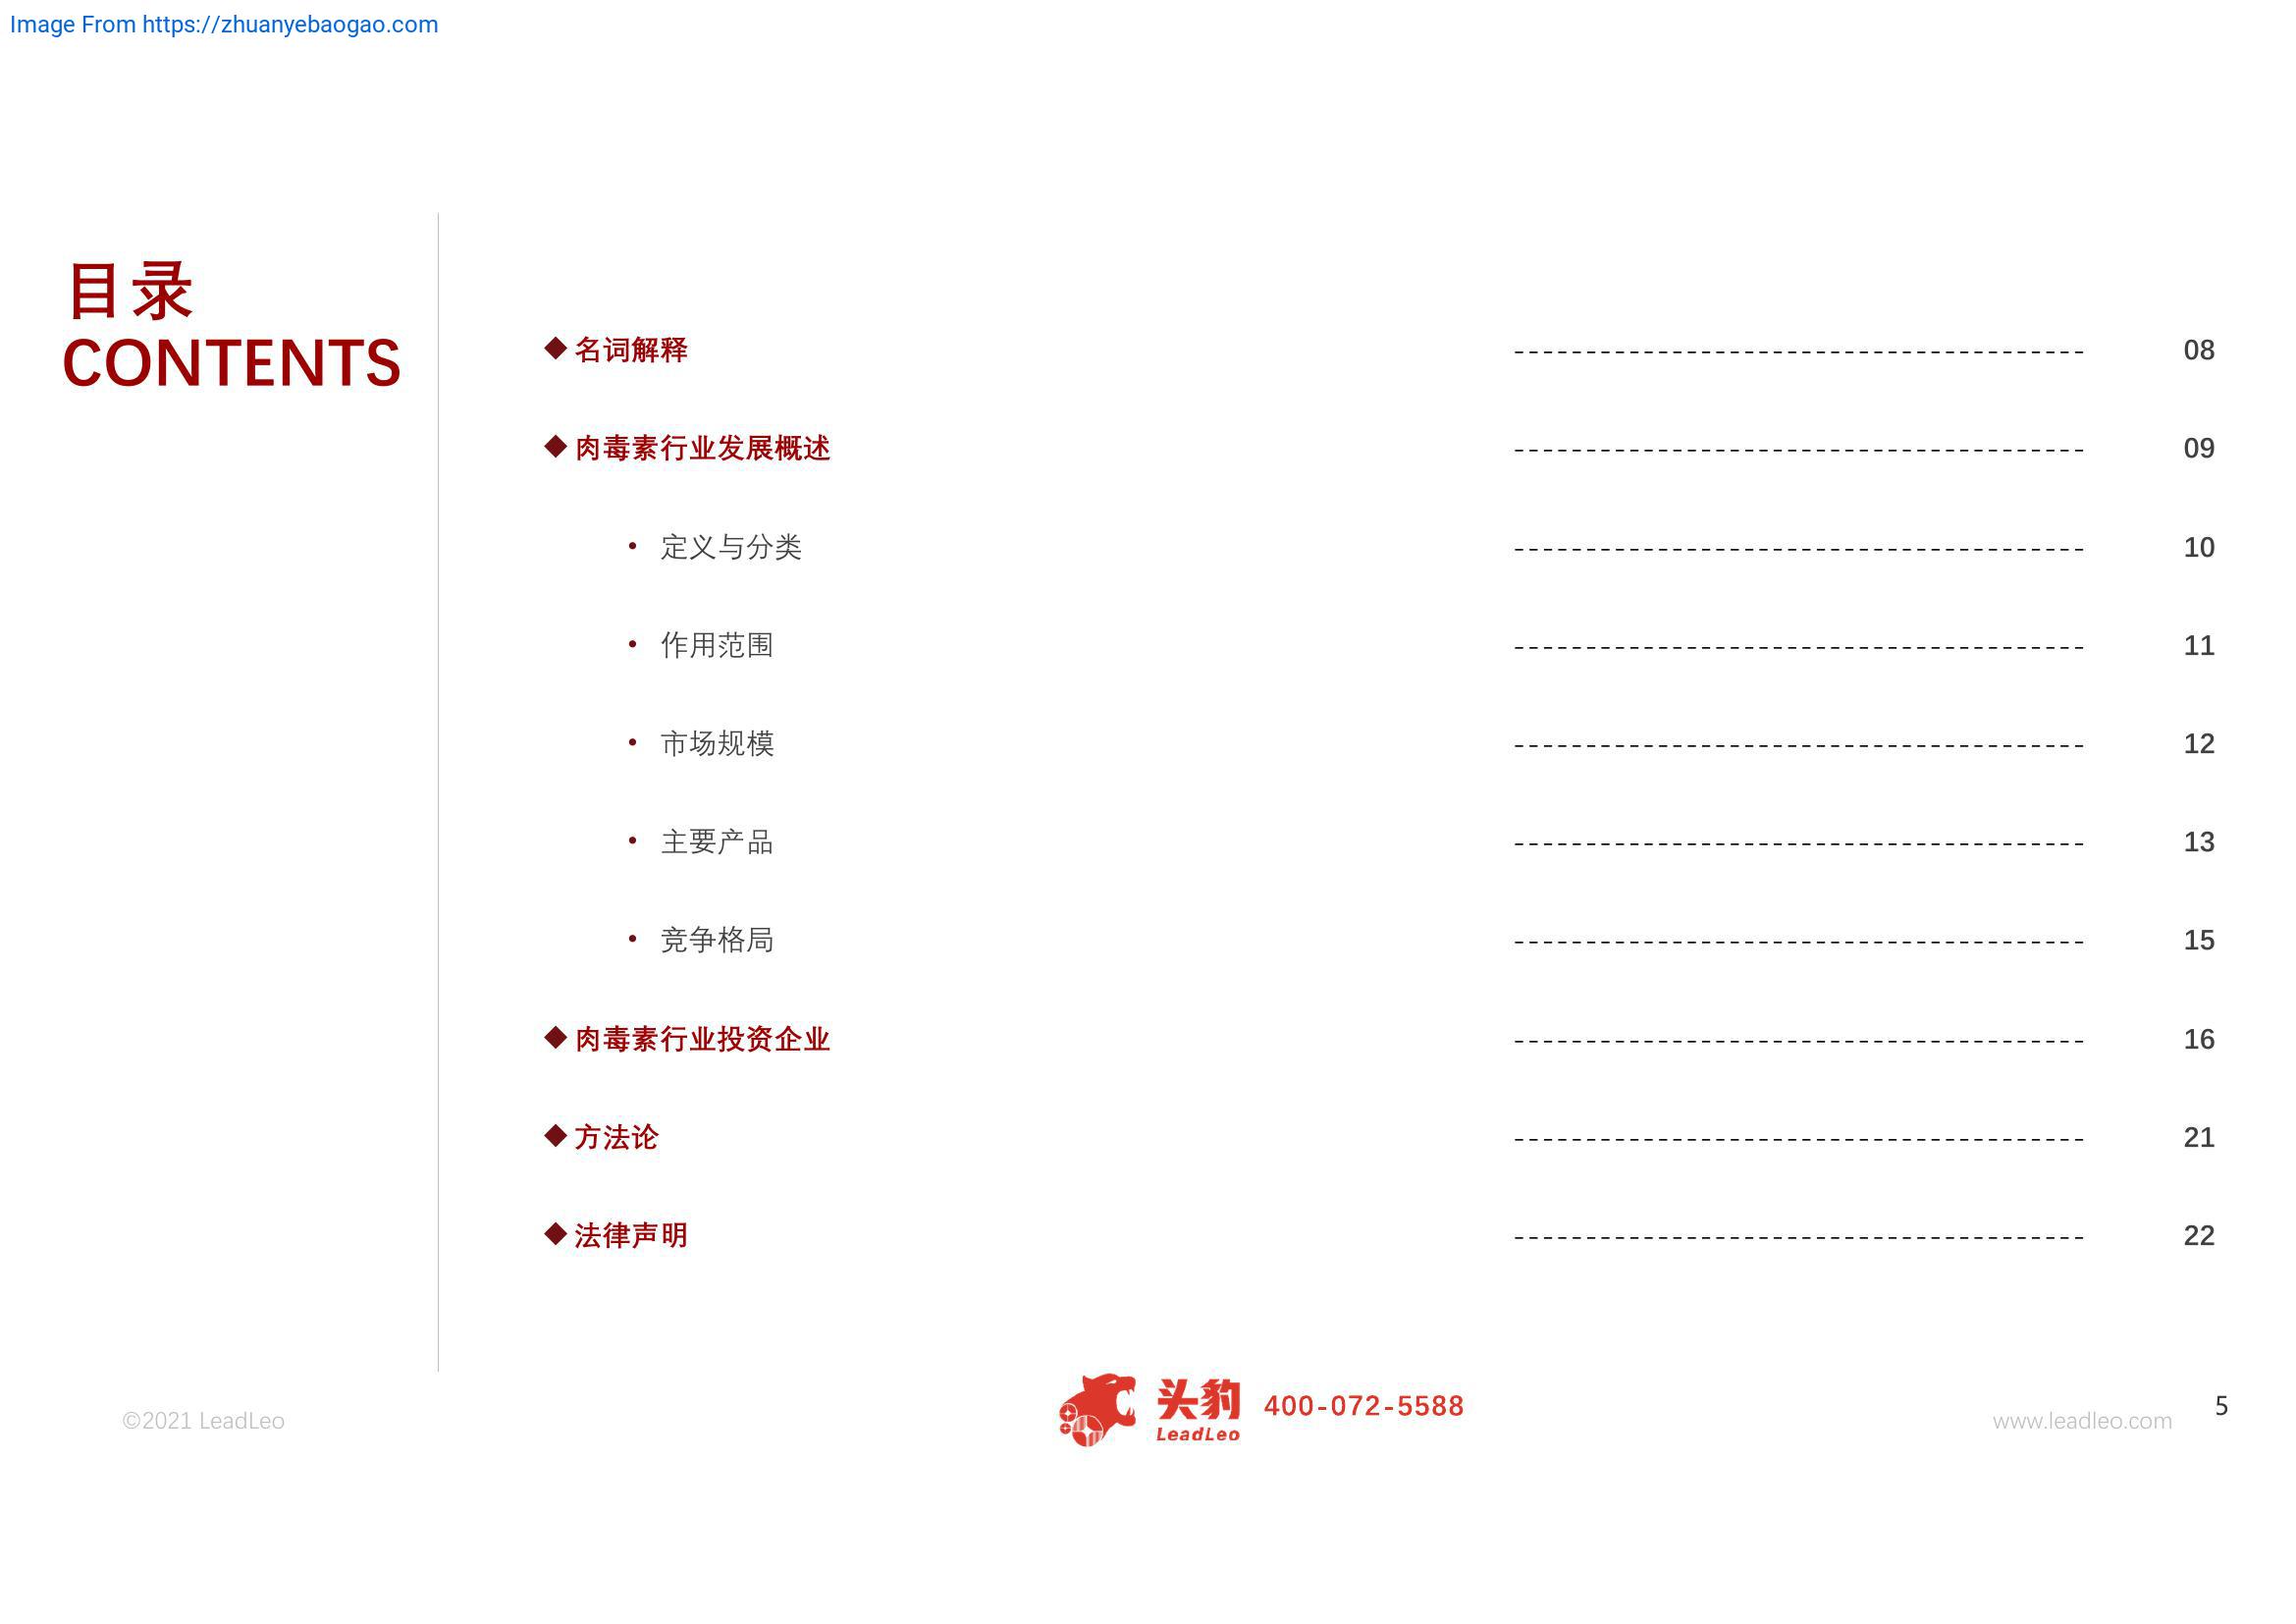 Image From https://zhuanyebaogao.com
目录
CONTENTS
◆ 名词解释 ---------------------------------------- 08
◆ 肉毒素行业发展概述 ---------------------------------------- 09
• 定义与分类 ---------------------------------------- 10
• 作用范围 ---------------------------------------- 11
• 市场规模 ---------------------------------------- 12
• 主要产品 ---------------------------------------- 13
• 竞争格局 ---------------------------------------- 15
◆ 肉毒素行业投资企业 ---------------------------------------- 16
◆ 方法论 ---------------------------------------- 21
◆ 法律声明 ---------------------------------------- 22
©2021 LeadLeo
头豹
LeadLeo
400-072-5588
www.leadleo.com
5